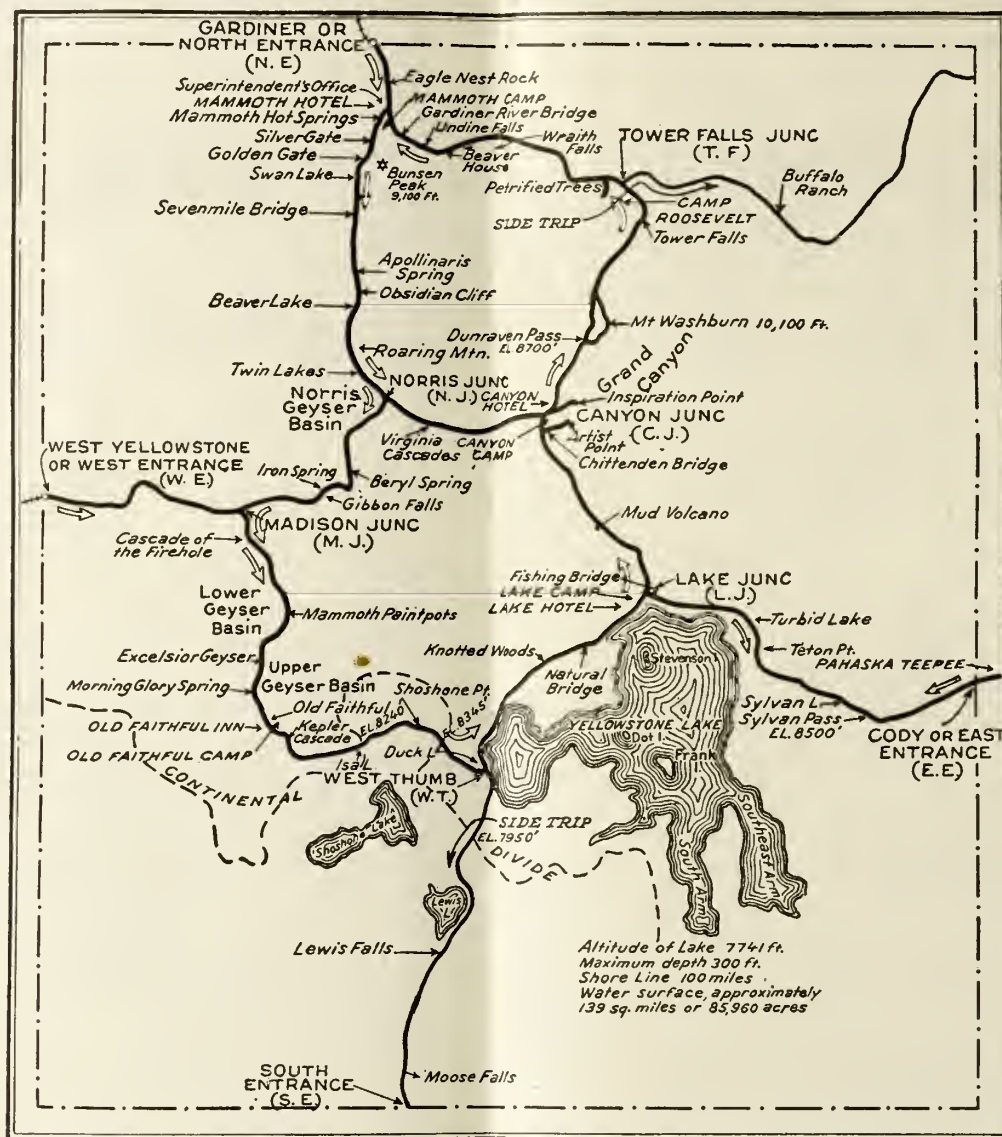 GARDINER OR
NORTH ENTRANCE
(N.E)
Eagle Nest Rock
Superintendent's Office
MAMMOTH HOTEL
MAMMOTH CAMP
Mammoth Hot Springs
Gardiner River Bridge
Undine Falls
Silver Gate
Wraith
Falls
Golden Gate
Beaver
House
Swan Lake
Bunsen
Peak
9,100 Ft.
TOWER FALLS JUNC
(T.F)
Petrified Trees
Buffalo
Ranch
CAMP
ROOSEVELT
SIDE TRIP
Tower Falls
Sevenmile Bridge
Apollinaris
Spring
Beaver Lake
Obsidian Cliff
Mt Washburn 10,100 Ft.
Dunraven Pass
EL 8700'
Roaring Mtn.
Twin Lakes
Grand
Canyon
NORRIS JUNC
(N.J.)
CANYON
HOTEL
Inspiration Point
Norris
Geyser
Basin
CANYON JUNC
(C.J.)
Virginia
Cascades
CANYON
CAMP
Artist
Point
Chittenden Bridge
WEST YELLOWSTONE
OR WEST ENTRANCE
(W.E)
Iron Spring
Beryl Spring
Gibbon Falls
Mud Volcano
MADISON JUNC
(M.J.)
Cascade of
the Firehole
Fishing Bridge
LAKE JUNC
(L.J.)
LAKE CAMP
LAKE HOTEL
Lower
Geyser
Basin
Mammoth Paintpots
Turbid Lake
Teton Pt.
PAHASKA TEEPEE
Excelsior Geyser
Knotted Woods
Natural
Bridge
Stevenson I.
Upper
Geyser Basin
Morning Glory Spring
Shoshone Pt.
Old Faithful
Kepler
Cascade
EL 8240
EL 8345'
OLD FAITHFUL INN
OLD FAITHFUL CAMP
YELLOWSTONE LAKE
Dot I.
Frank
I.
Sylvan L.
Sylvan Pass
EL. 8500'
CODY OR EAST
ENTRANCE
(E.E)
Isa L
Duck L
WEST THUMB
(W.T.)
CONTINENTAL
DIVIDE
SIDE TRIP
EL. 7950'
Shoshone Lake
Lewis
L.
South Arm
Southeast Arm
Lewis Falls
Altitude of Lake 7741 ft.
Maximum depth 300 ft.
Shore Line 100 miles
Water surface, approximately
139 sq. miles or 85,960 acres
Moose Falls
SOUTH
ENTRANCE
(S.E.)